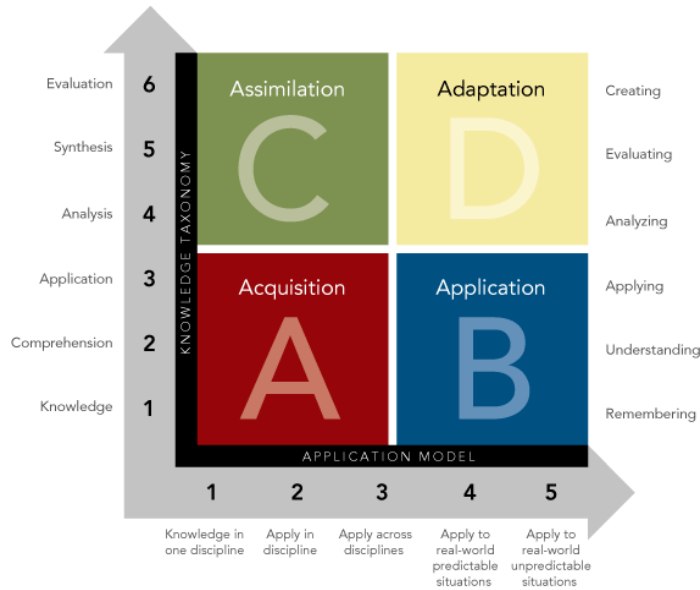 Evaluation 6 Assimilation Adaptation Creating
Synthesis 5 C D Evaluating
Analysis 4 Analyzing
KNOWLEDGE TAXONOMY
Application 3 Acquisition Application Applying
Comprehension 2 A B Understanding
Knowledge 1 Remembering
APPLICATION MODEL
1 2 3 4 5
Knowledge in
one discipline
Apply in
discipline
Apply across
disciplines
Apply to
real-world
predictable
situations
Apply to
real-world
unpredictable
situations